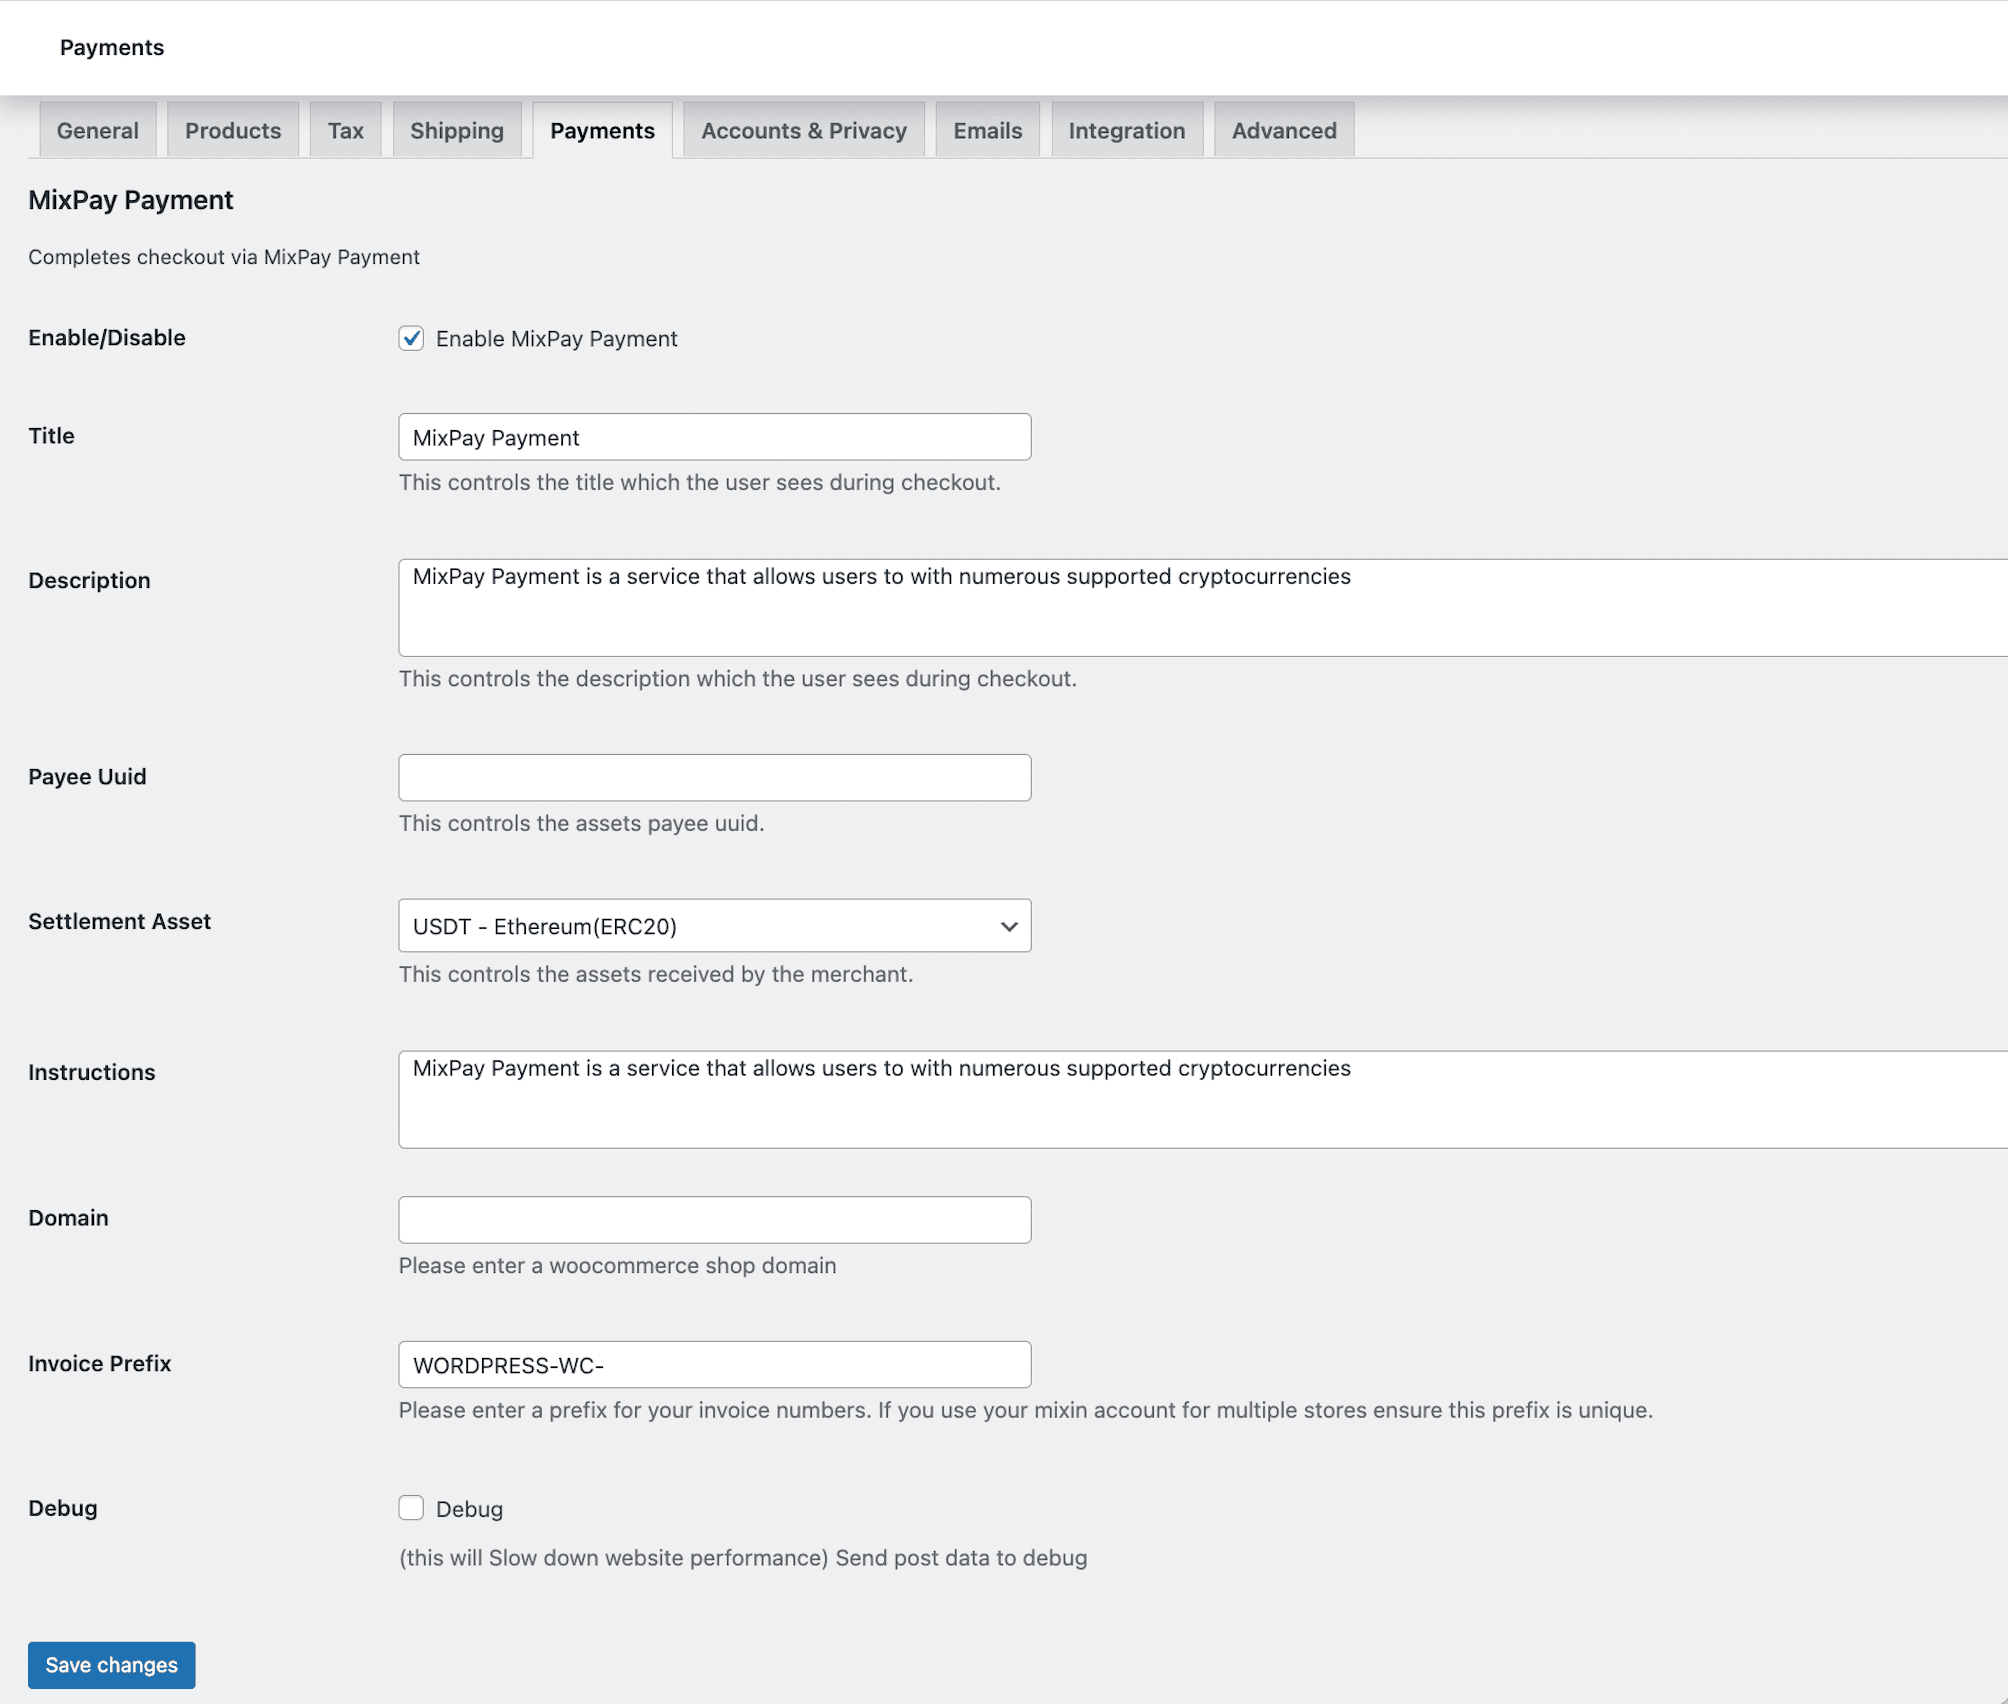 Payments
General Products Tax Shipping Payments Accounts & Privacy Emails Integration Advanced
MixPay Payment
Completes checkout via MixPay Payment
Enable/Disable Enable MixPay Payment
Title MixPay Payment
This controls the title which the user sees during checkout.
Description MixPay Payment is a service that allows users to with numerous supported cryptocurrencies
This controls the description which the user sees during checkout.
Payee Uuid
This controls the assets payee uuid.
Settlement Asset USDT - Ethereum(ERC20)
This controls the assets received by the merchant.
Instructions MixPay Payment is a service that allows users to with numerous supported cryptocurrencies
Domain
Please enter a woocommerce shop domain
Invoice Prefix WORDPRESS-WC-
Please enter a prefix for your invoice numbers. If you use your mixin account for multiple stores ensure this prefix is unique.
Debug Debug
(this will Slow down website performance) Send post data to debug
Save changes